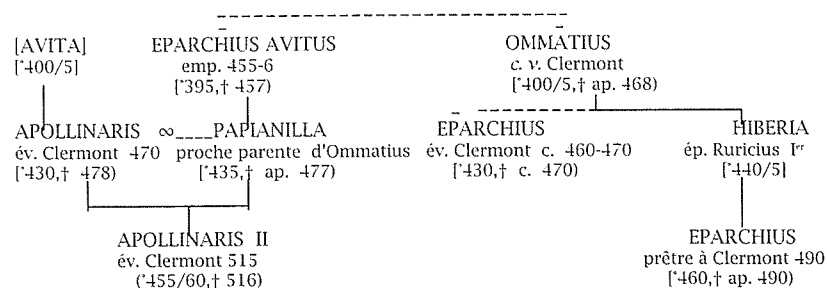 [AVITA]
[*400/5]
EPARCHIUS AVITUS
emp. 455-6
[*395,† 457)
OMMATIUS
c. v. Clermont
[*400/5,† ap. 468)
APOLLINARIS ∞ PAPIANILLA
év. Clermont 470
[*430,† 478)
proche parente d'Ommatius
[*435,† ap. 477)
EPARCHIUS
év. Clermont c. 460-470
[*430,† c. 470)
HIBERIA
ép. Ruricius Iᵉʳ
[*440/5]
APOLLINARIS II
év. Clermont 515
(*455/60,† 516)
EPARCHIUS
prêtre à Clermont 490
[*460,† ap. 490)